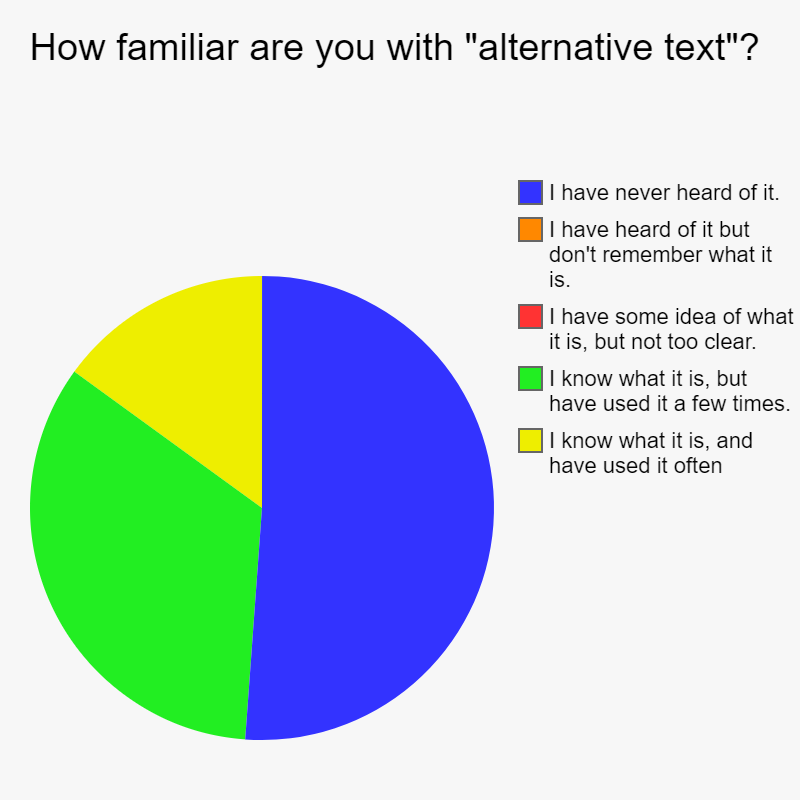 How familiar are you with "alternative text"?
I have never heard of it.
I have heard of it but
don't remember what it
is.
I have some idea of what
it is, but not too clear.
I know what it is, but
have used it a few times.
I know what it is, and
have used it often